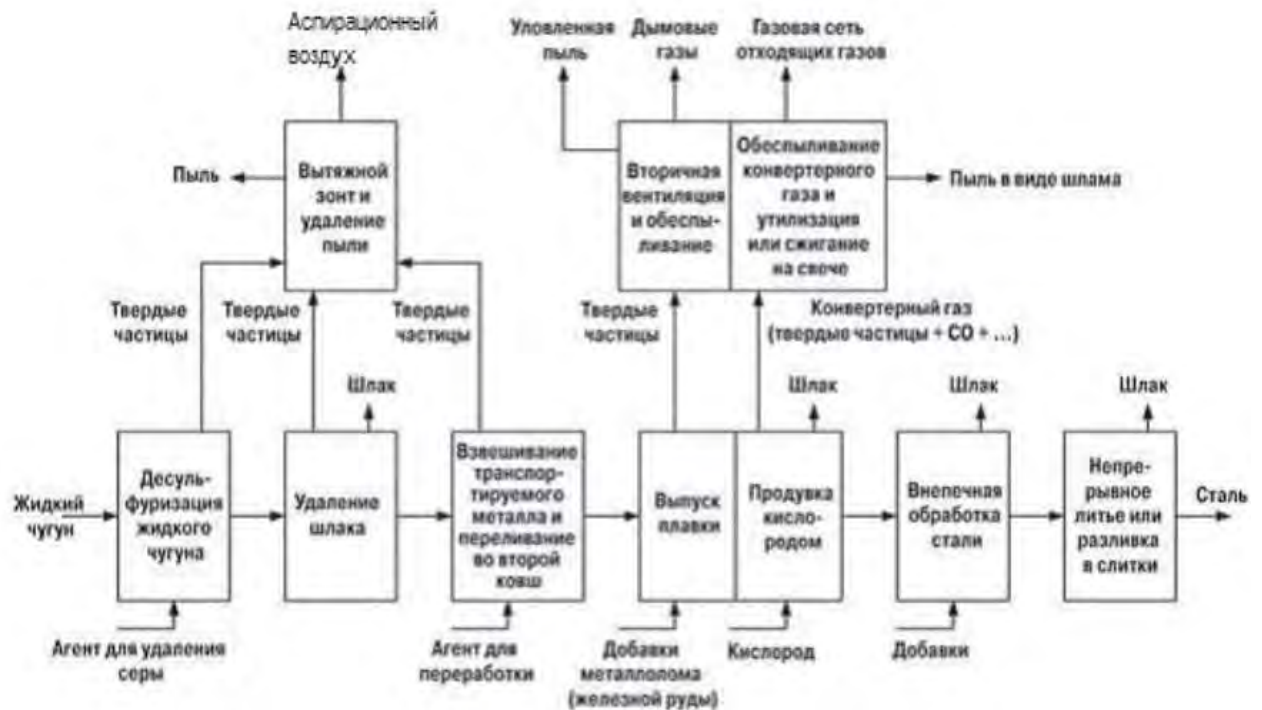 Аспирационный
воздух
Уловленная
пыль
Дымовые
газы
Газовая сеть
отходящих газов
Пыль
Вытяжной
зонт и
удаление
пыли
Вторичная
вентиляция
и обеспы-
ливание
Обеспыливание
конвертерного
газа и
утилизация
или сжигание
на свече
Пыль в виде шлама
Твердые
частицы
Твердые
частицы
Твердые
частицы
Твердые
частицы
Конвертерный газ
(твердые частицы + CO + ...)
Шлак
Шлак
Шлак
Шлак
Жидкий
чугун
Десуль-
фуризация
жидкого
чугуна
Удаление
шлака
Взвешивание
транспор-
тируемого
металла и
переливание
во второй
ковш
Выпуск
плавки
Продувка
кисло-
родом
Внепечная
обработка
стали
Непре-
рывное
литье или
разливка
в слитки
Сталь
Агент для удаления
серы
Агент для
переработки
Добавки
металлолома
(железной руды)
Кислород
Добавки